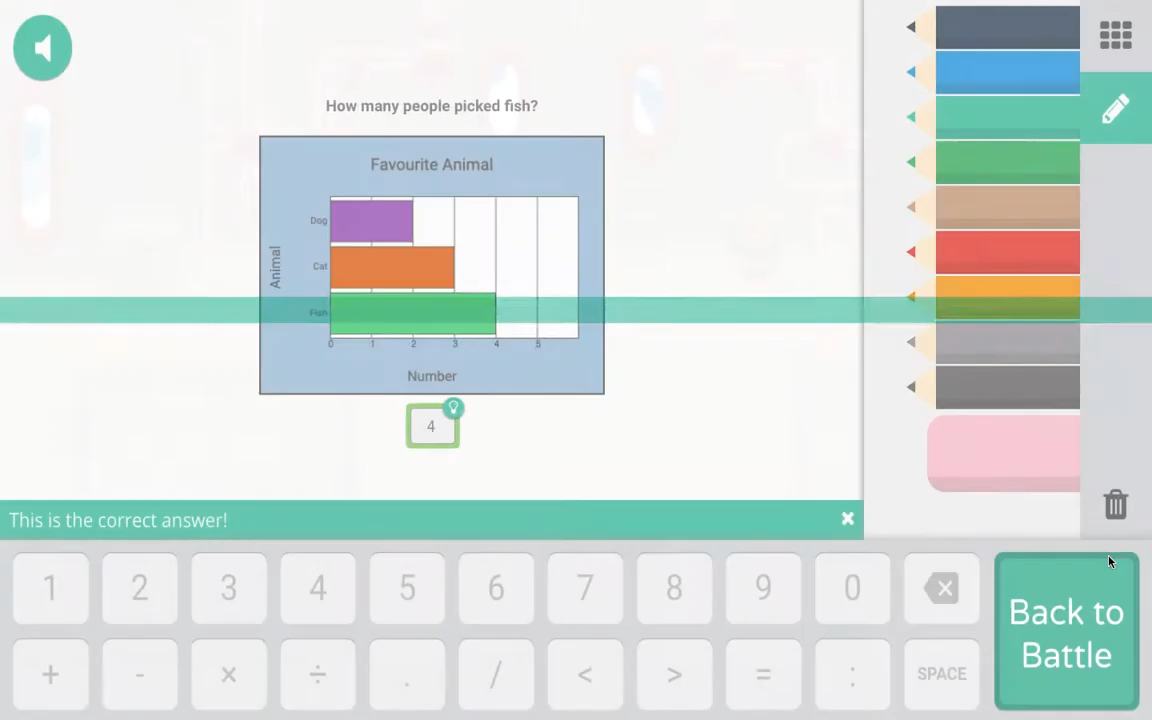 How many people picked fish?
Favourite Animal
Animal
Dog
Cat
Fish
0 1 2 3 4 5
Number
4
This is the correct answer! ×
1 2 3 4 5 6 7 8 9 0
+ - × ÷ . / < > = : SPACE
Back to
Battle